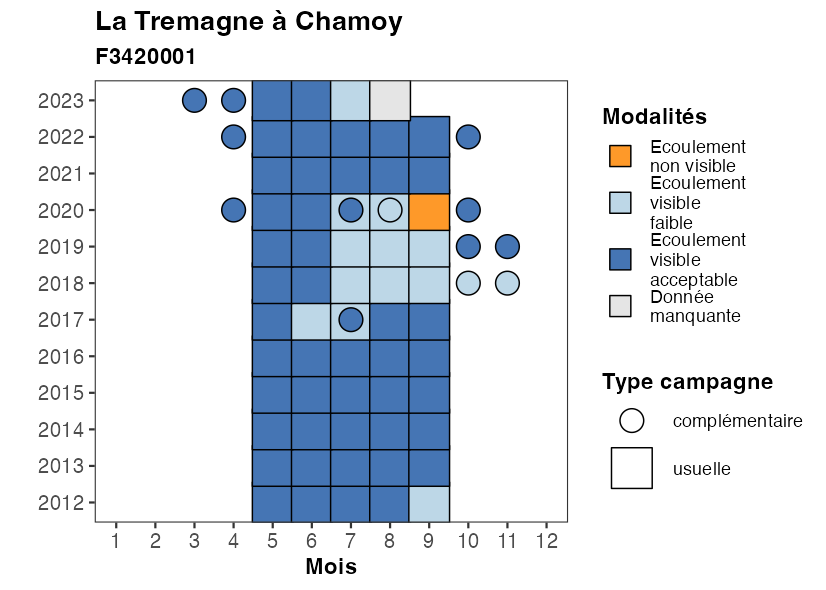 La Tremagne à Chamoy
F3420001
2023
2022
2021
2020
2019
2018
2017
2016
2015
2014
2013
2012
1 2 3 4 5 6 7 8 9 10 11 12
Mois
Modalités
Ecoulement
non visible
Ecoulement
visible
faible
Ecoulement
visible
acceptable
Donnée
manquante
Type campagne
complémentaire
usuelle